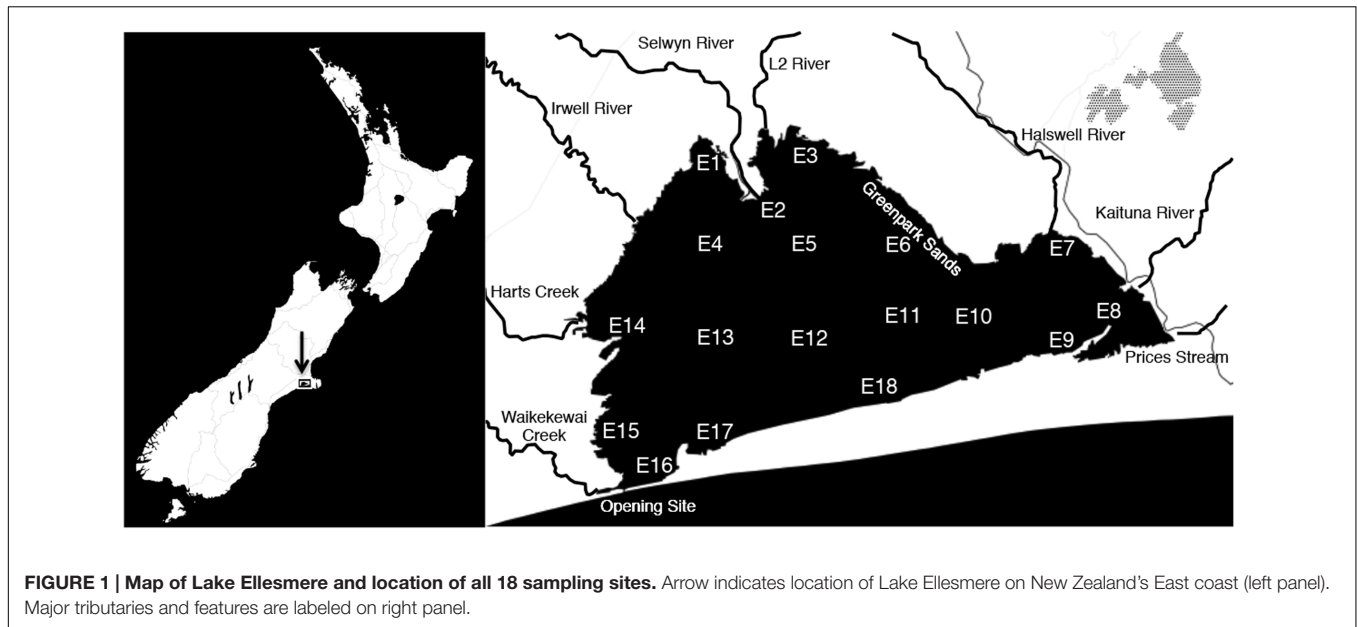 Selwyn River
L2 River
Irwell River
Halswell River
E1
E3
Greenpark Sands
E2
Kaituna River
E4
E5
E6
E7
Harts Creek
E14
E13
E12
E11
E10
E9
E8
Prices Stream
E18
Waikekewai
Creek
E15
E17
E16
Opening Site
FIGURE 1 | Map of Lake Ellesmere and location of all 18 sampling sites. Arrow indicates location of Lake Ellesmere on New Zealand's East coast (left panel).
Major tributaries and features are labeled on right panel.